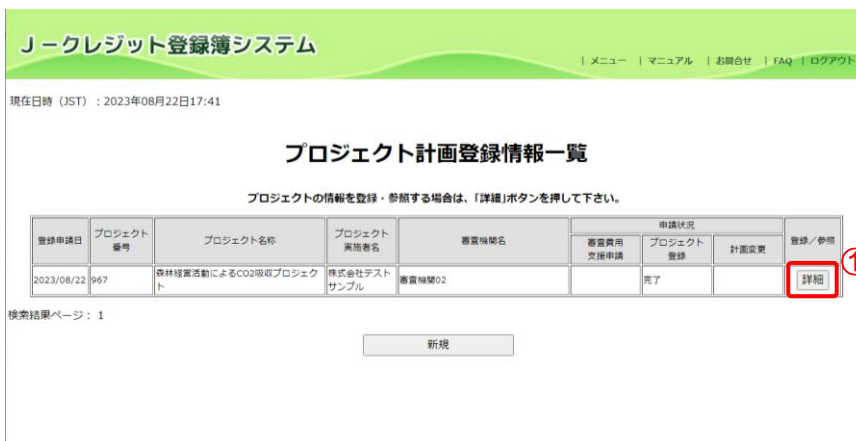 J－クレジット登録簿システム
| メニュー | マニュアル | お問合せ | FAQ | ログアウト
現在日時（JST）：2023年08月22日17:41
プロジェクト計画登録情報一覧
プロジェクトの情報を登録・参照する場合は、「詳細」ボタンを押して下さい。
登録申請日 プロジェクト番号 プロジェクト名称 プロジェクト実施者名 審査機関名 申請状況 登録／参照
審査費用支援申請 プロジェクト登録 計画変更
2023/08/22 967 森林経営活動によるCO2吸収プロジェクト 株式会社テストサンプル 審査機関02 完了 詳細
①
検索結果ページ： 1
新規